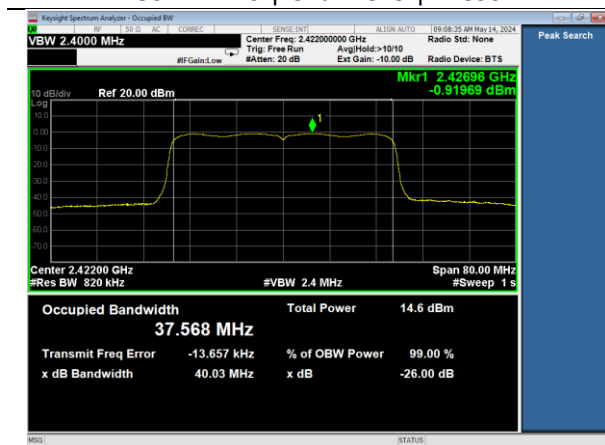 Keysight Spectrum Analyzer - Occupied BW
RF 50 Ω AC CORREC SENSE:INT ALIGN AUTO 09:08:35 AM May 14, 2024
VBW 2.4000 MHz
Center Freq: 2.422000000 GHz
Radio Std: None
Trig: Free Run Avg|Hold:>10/10
#IFGain:Low #Atten: 20 dB Ext Gain: -10.00 dB Radio Device: BTS
Peak Search
Mkr1 2.42696 GHz
-0.91969 dBm
10 dB/div Ref 20.00 dBm
Log
10.0
0.00
-10.0
-20.0
-30.0
-40.0
-50.0
-60.0
-70.0
1
Center 2.42200 GHz Span 80.00 MHz
#Res BW 820 kHz #VBW 2.4 MHz #Sweep 1 s
Occupied Bandwidth Total Power 14.6 dBm
37.568 MHz
Transmit Freq Error -13.657 kHz % of OBW Power 99.00 %
x dB Bandwidth 40.03 MHz x dB -26.00 dB
MSG STATUS